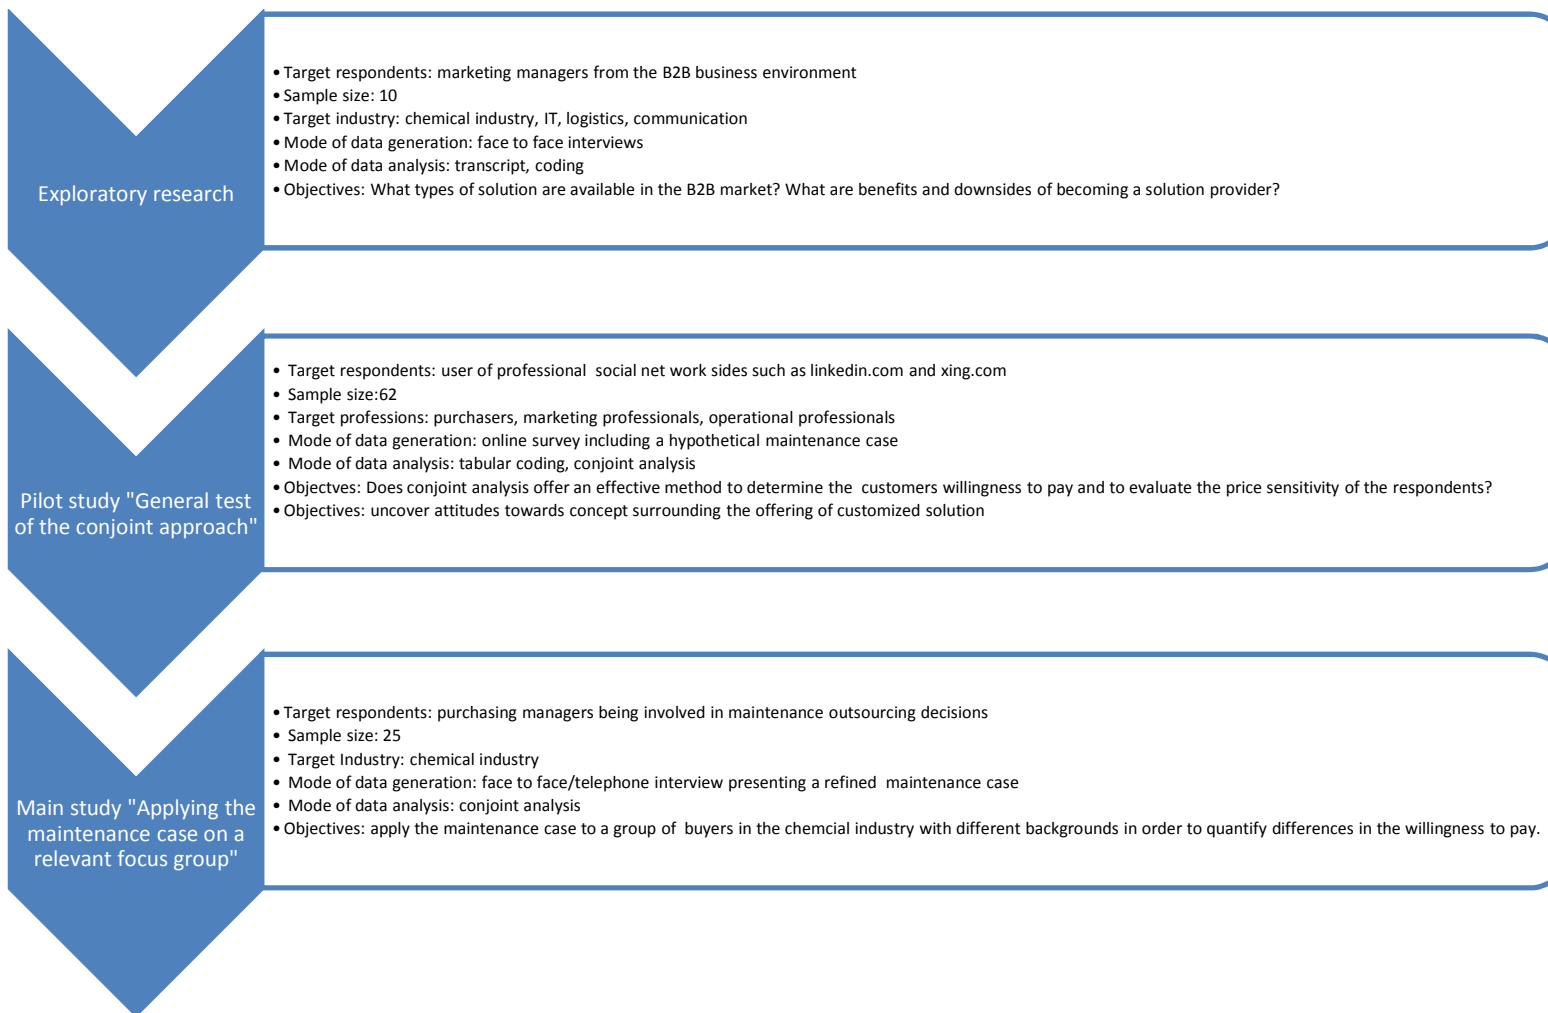 Exploratory research
• Target respondents: marketing managers from the B2B business environment
• Sample size: 10
• Target industry: chemical industry, IT, logistics, communication
• Mode of data generation: face to face interviews
• Mode of data analysis: transcript, coding
• Objectives: What types of solution are available in the B2B market? What are benefits and downsides of becoming a solution provider?
Pilot study "General test
of the conjoint approach"
• Target respondents: user of professional social net work sides such as linkedin.com and xing.com
• Sample size:62
• Target professions: purchasers, marketing professionals, operational professionals
• Mode of data generation: online survey including a hypothetical maintenance case
• Mode of data analysis: tabular coding, conjoint analysis
• Objectves: Does conjoint analysis offer an effective method to determine the customers willingness to pay and to evaluate the price sensitivity of the respondents?
• Objectives: uncover attitudes towards concept surrounding the offering of customized solution
Main study "Applying the
maintenance case on a
relevant focus group"
• Target respondents: purchasing managers being involved in maintenance outsourcing decisions
• Sample size: 25
• Target Industry: chemical industry
• Mode of data generation: face to face/telephone interview presenting a refined maintenance case
• Mode of data analysis: conjoint analysis
• Objectives: apply the maintenance case to a group of buyers in the chemcial industry with different backgrounds in order to quantify differences in the willingness to pay.